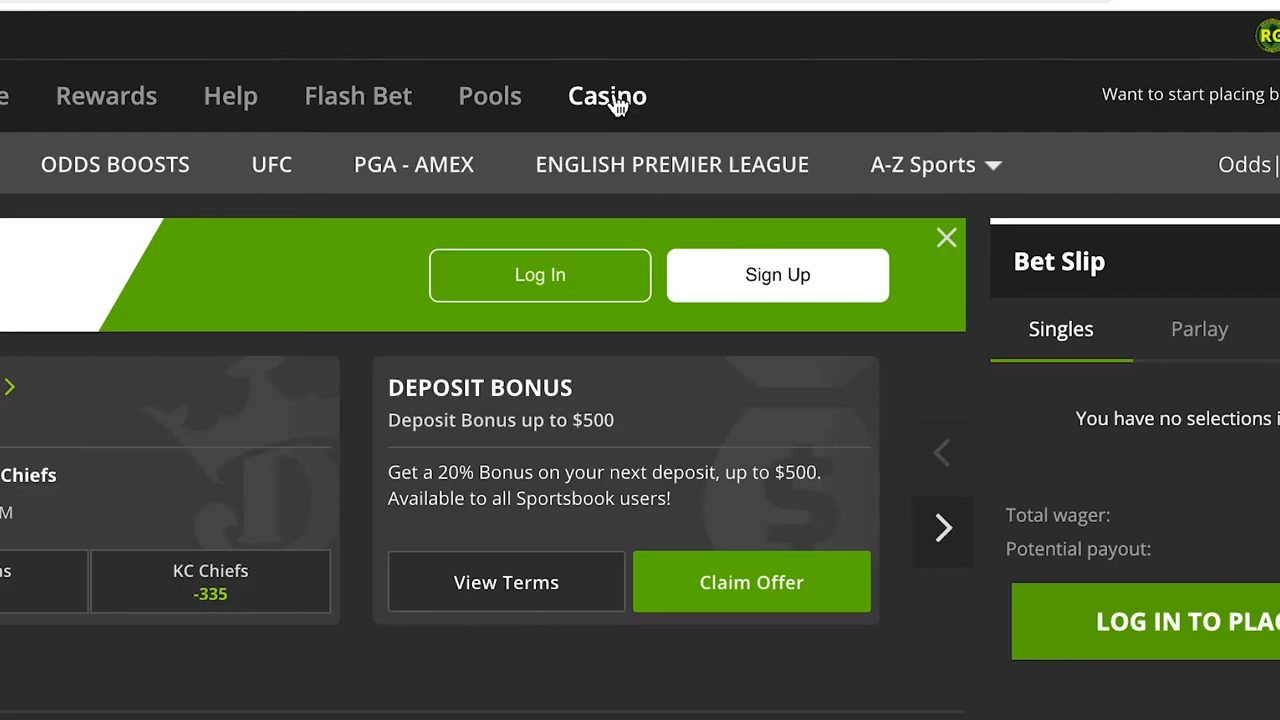 RG
e Rewards Help Flash Bet Pools Casino Want to start placing b
ODDS BOOSTS UFC PGA - AMEX ENGLISH PREMIER LEAGUE A-Z Sports Odds
Log In Sign Up
Bet Slip
Singles Parlay
DEPOSIT BONUS
Deposit Bonus up to $500
You have no selections i
Chiefs
M
Get a 20% Bonus on your next deposit, up to $500.
Available to all Sportsbook users!
Total wager:
Potential payout:
ns KC Chiefs
-335
View Terms Claim Offer
LOG IN TO PLAC